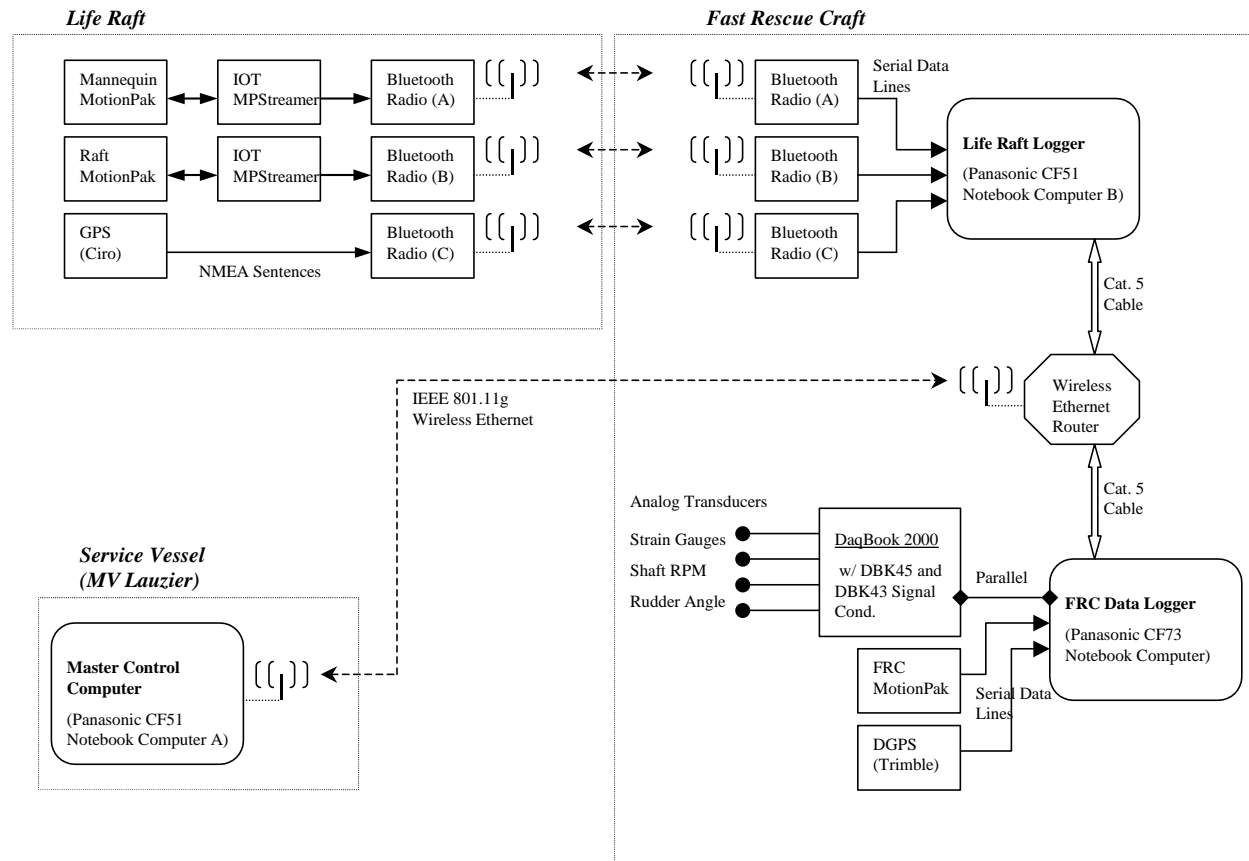 Life Raft
Fast Rescue Craft
Mannequin
MotionPak
IOT
MPStreamer
Bluetooth
Radio (A)
Bluetooth
Radio (A)
Serial Data
Lines
Raft
MotionPak
IOT
MPStreamer
Bluetooth
Radio (B)
Bluetooth
Radio (B)
Life Raft Logger
(Panasonic CF51
Notebook Computer B)
GPS
(Ciro)
NMEA Sentences
Bluetooth
Radio (C)
Bluetooth
Radio (C)
Cat. 5
Cable
IEEE 801.11g
Wireless Ethernet
Wireless
Ethernet
Router
Cat. 5
Cable
Analog Transducers
Strain Gauges
Shaft RPM
Rudder Angle
DaqBook 2000
w/ DBK45 and
DBK43 Signal
Cond.
Parallel
FRC Data Logger
(Panasonic CF73
Notebook Computer)
FRC
MotionPak
Serial Data
Lines
DGPS
(Trimble)
Service Vessel
(MV Lauzier)
Master Control
Computer
(Panasonic CF51
Notebook Computer A)